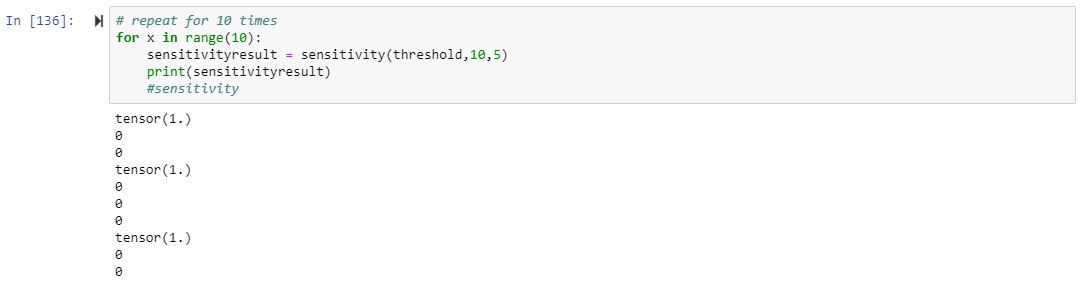 In [136]:
# repeat for 10 times
for x in range(10):
    sensitivityresult = sensitivity(threshold,10,5)
    print(sensitivityresult)
    #sensitivity
tensor(1.)
0
0
tensor(1.)
0
0
0
tensor(1.)
0
0